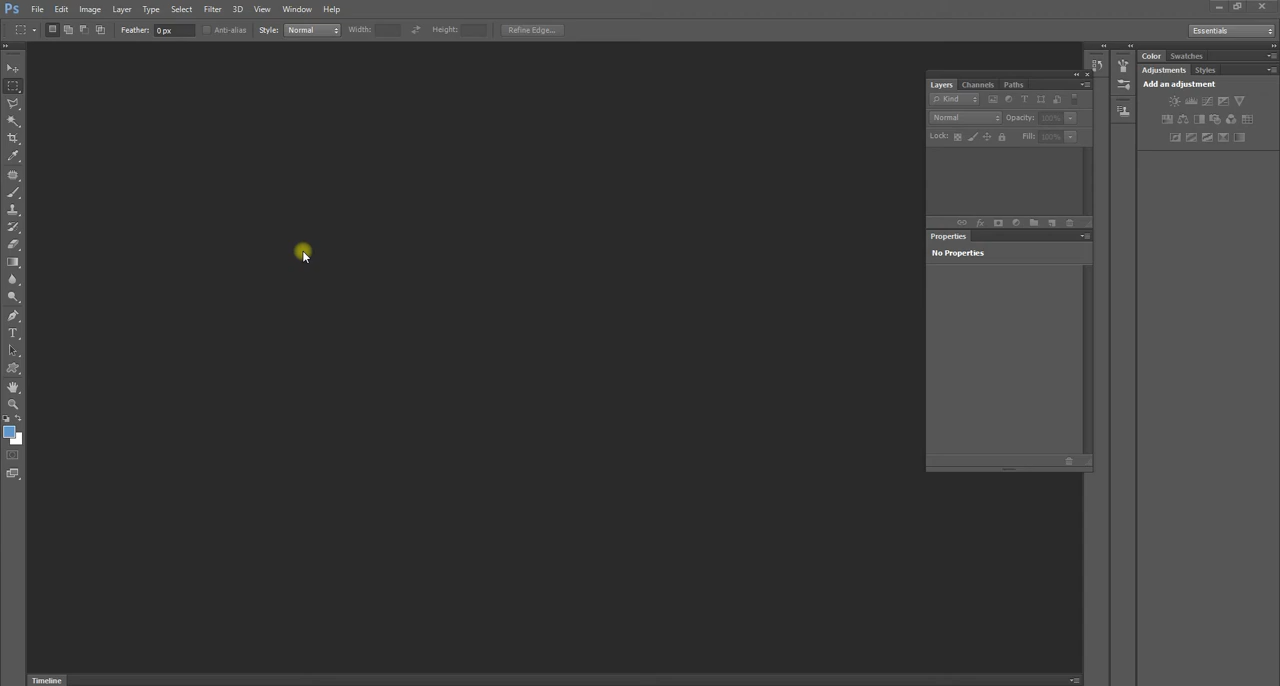 Ps File Edit Image Layer Type Select Filter 3D View Window Help
Feather: 0 px Anti-alias Style: Normal Width: Height: Refine Edge... Essentials
Color Swatches
Adjustments Styles
Add an adjustment
Layers Channels Paths
Kind
Normal Opacity: 100%
Lock: Fill: 100%
Properties
No Properties
Timeline